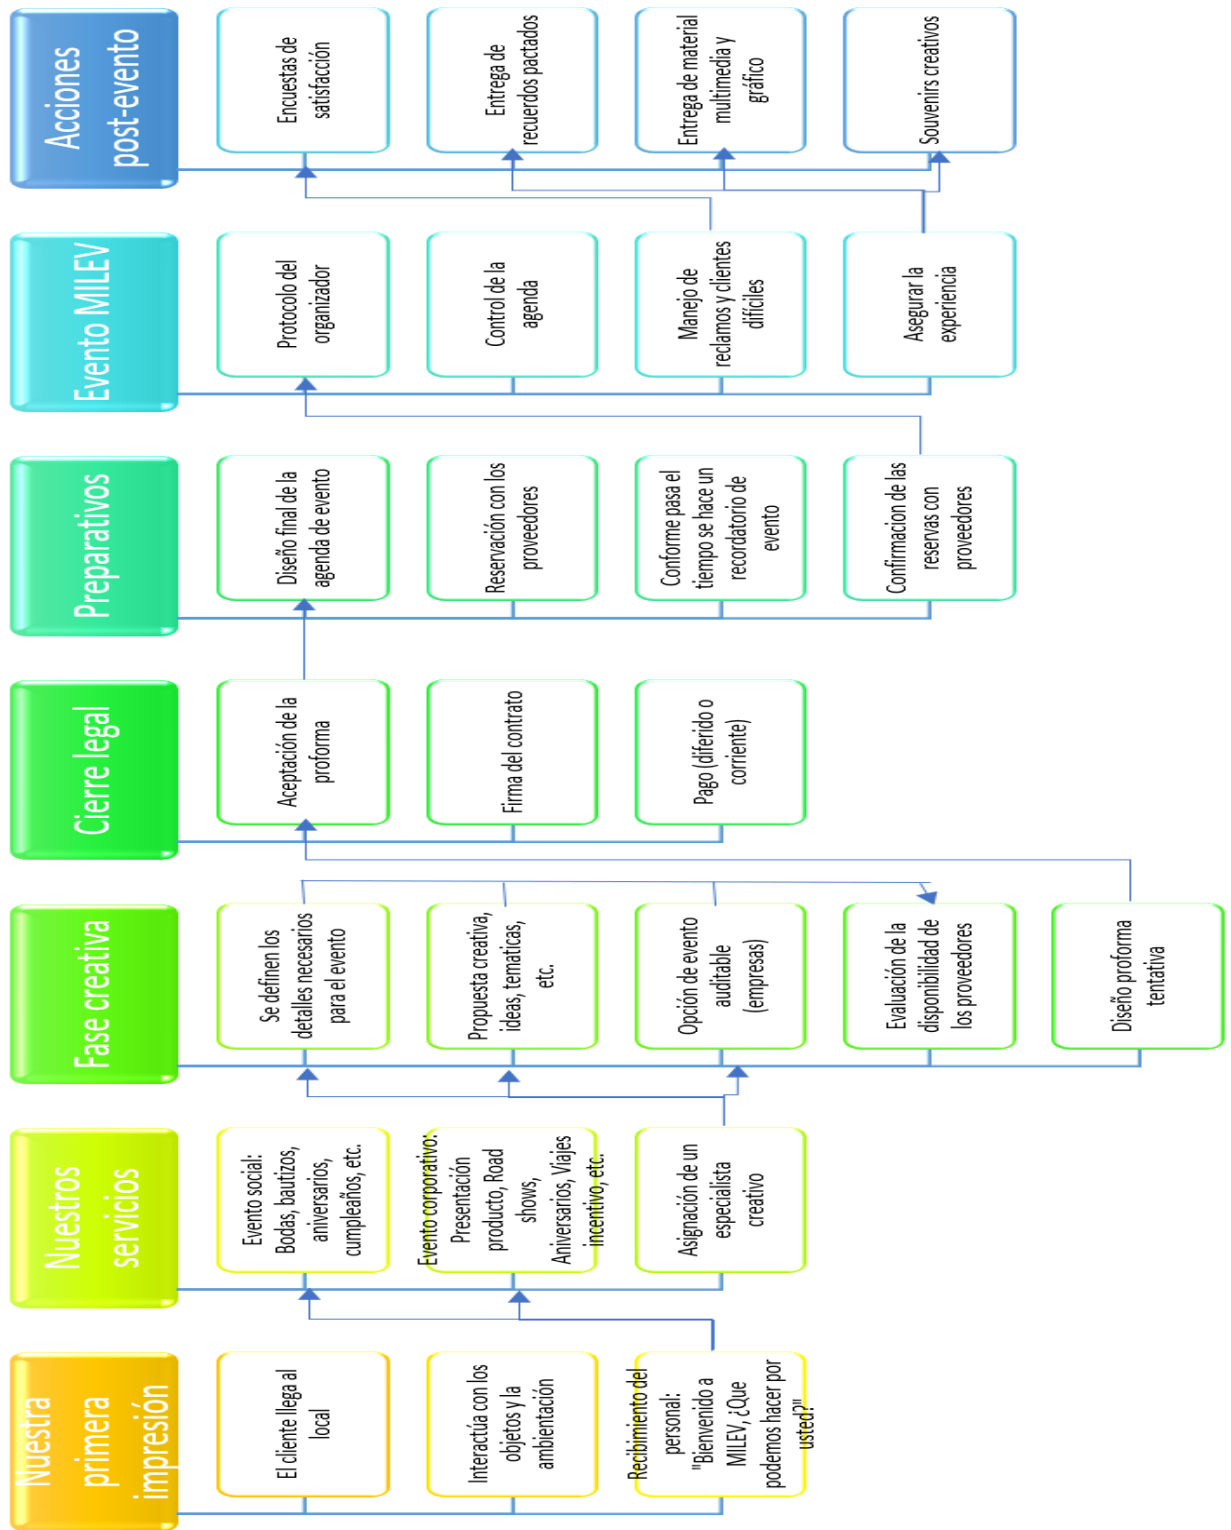 Nuestra
primera
impresión
El cliente llega al
local
Interactúa con los
objetos y la
ambientación
Recibimiento del
personal:
"Bienvenido a
MILEV, ¿Que
podemos hacer por
usted?"
Nuestros
servicios
Evento social:
Bodas, bautizos,
aniversarios,
cumpleaños, etc.
Evento corporativo:
Presentación
producto, Road
shows,
Aniversarios, Viajes
incentivo, etc.
Asignación de un
especialista
creativo
Fase creativa
Se definen los
detalles necesarios
para el evento
Propuesta creativa,
ideas, tematicas,
etc.
Opción de evento
auditable
(empresas)
Evaluación de la
disponibilidad de
los proveedores
Diseño proforma
tentativa
Cierre legal
Aceptación de la
proforma
Firma del contrato
Pago (diferido o
corriente)
Preparativos
Diseño final de la
agenda de evento
Reservación con los
proveedores
Conforme pasa el
tiempo se hace un
recordatorio de
evento
Confirmacion de las
reservas con
proveedores
Evento MILEV
Protocolo del
organizador
Control de la
agenda
Manejo de
reclamos y clientes
difíciles
Asegurar la
experiencia
Acciones
post-evento
Encuestas de
satisfacción
Entrega de
recuerdos pactados
Entrega de material
multimedia y
gráfico
Souvenirs creativos